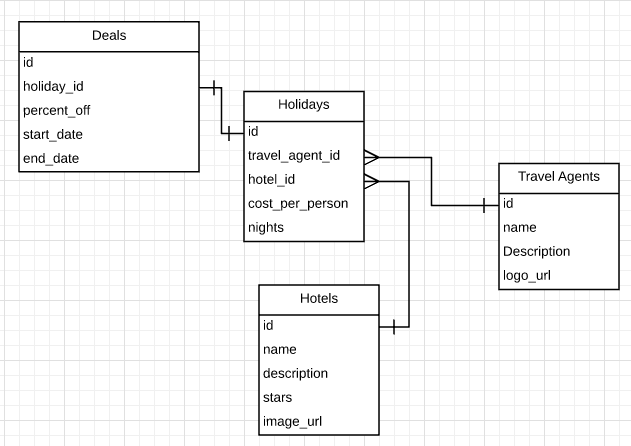 Deals
id
holiday_id
percent_off
start_date
end_date
Holidays
id
travel_agent_id
hotel_id
cost_per_person
nights
Travel Agents
id
name
Description
logo_url
Hotels
id
name
description
stars
image_url